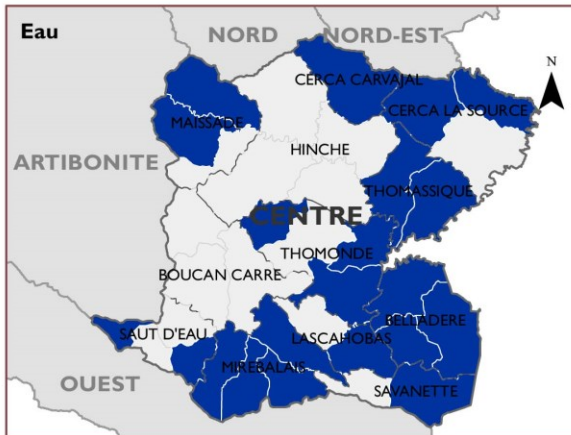 Eau
NORD
NORD-EST
N
CERCA CARVAJAL
CERCA LA SOURCE
MAISSADE
HINCHE
ARTIBONITE
THOMASSIQUE
CENTRE
THOMONDE
BOUCAN CARRE
BELLADERE
SAUT D'EAU
LASCAHOBAS
MIREBALAIS
OUEST
SAVANETTE